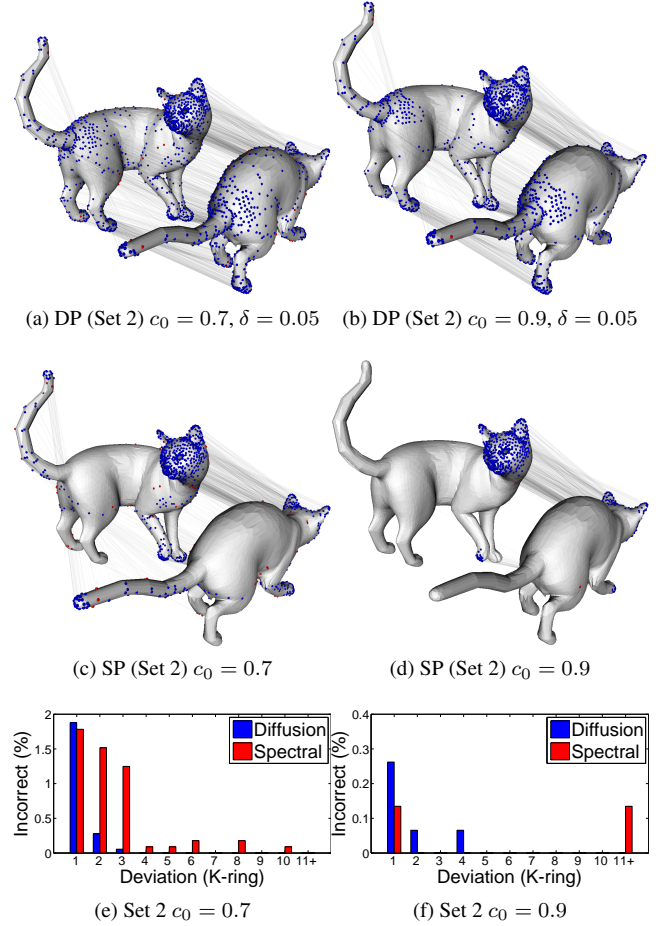 (a) DP (Set 2) c₀ = 0.7, δ = 0.05
(b) DP (Set 2) c₀ = 0.9, δ = 0.05
(c) SP (Set 2) c₀ = 0.7
(d) SP (Set 2) c₀ = 0.9
Incorrect (%)
2
1.5
1
0.5
0
Diffusion
Spectral
1 2 3 4 5 6 7 8 9 10 11+
Deviation (K-ring)
(e) Set 2 c₀ = 0.7
Incorrect (%)
0.4
0.3
0.2
0.1
0
Diffusion
Spectral
1 2 3 4 5 6 7 8 9 10 11+
Deviation (K-ring)
(f) Set 2 c₀ = 0.9